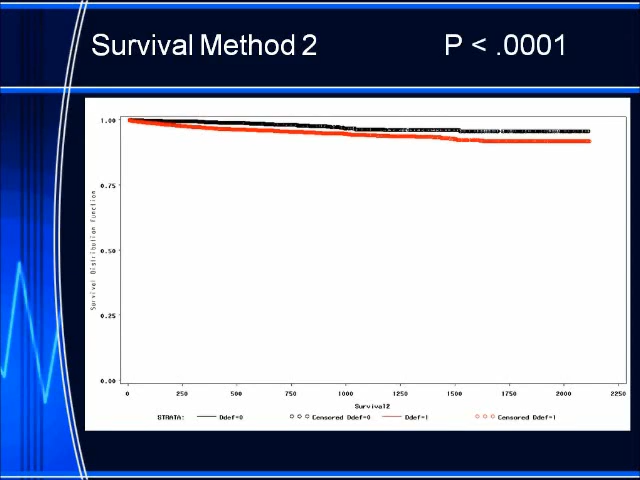 Survival Method 2 P < .0001
Survival Distribution Function
1.00
0.75
0.50
0.25
0.00
0 250 500 750 1000 1250 1500 1750 2000 2250
Survival2
STRATA: Ddef=0 Censored Ddef=0 Ddef=1 Censored Ddef=1